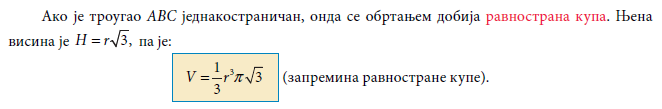 Ако је троугао ABC једнакостраничан, онда се обртањем добија равнострана купа. Њена
висина је H = r√3, па је:
V = 1/3 r³π√3 (запремина равностране купе).